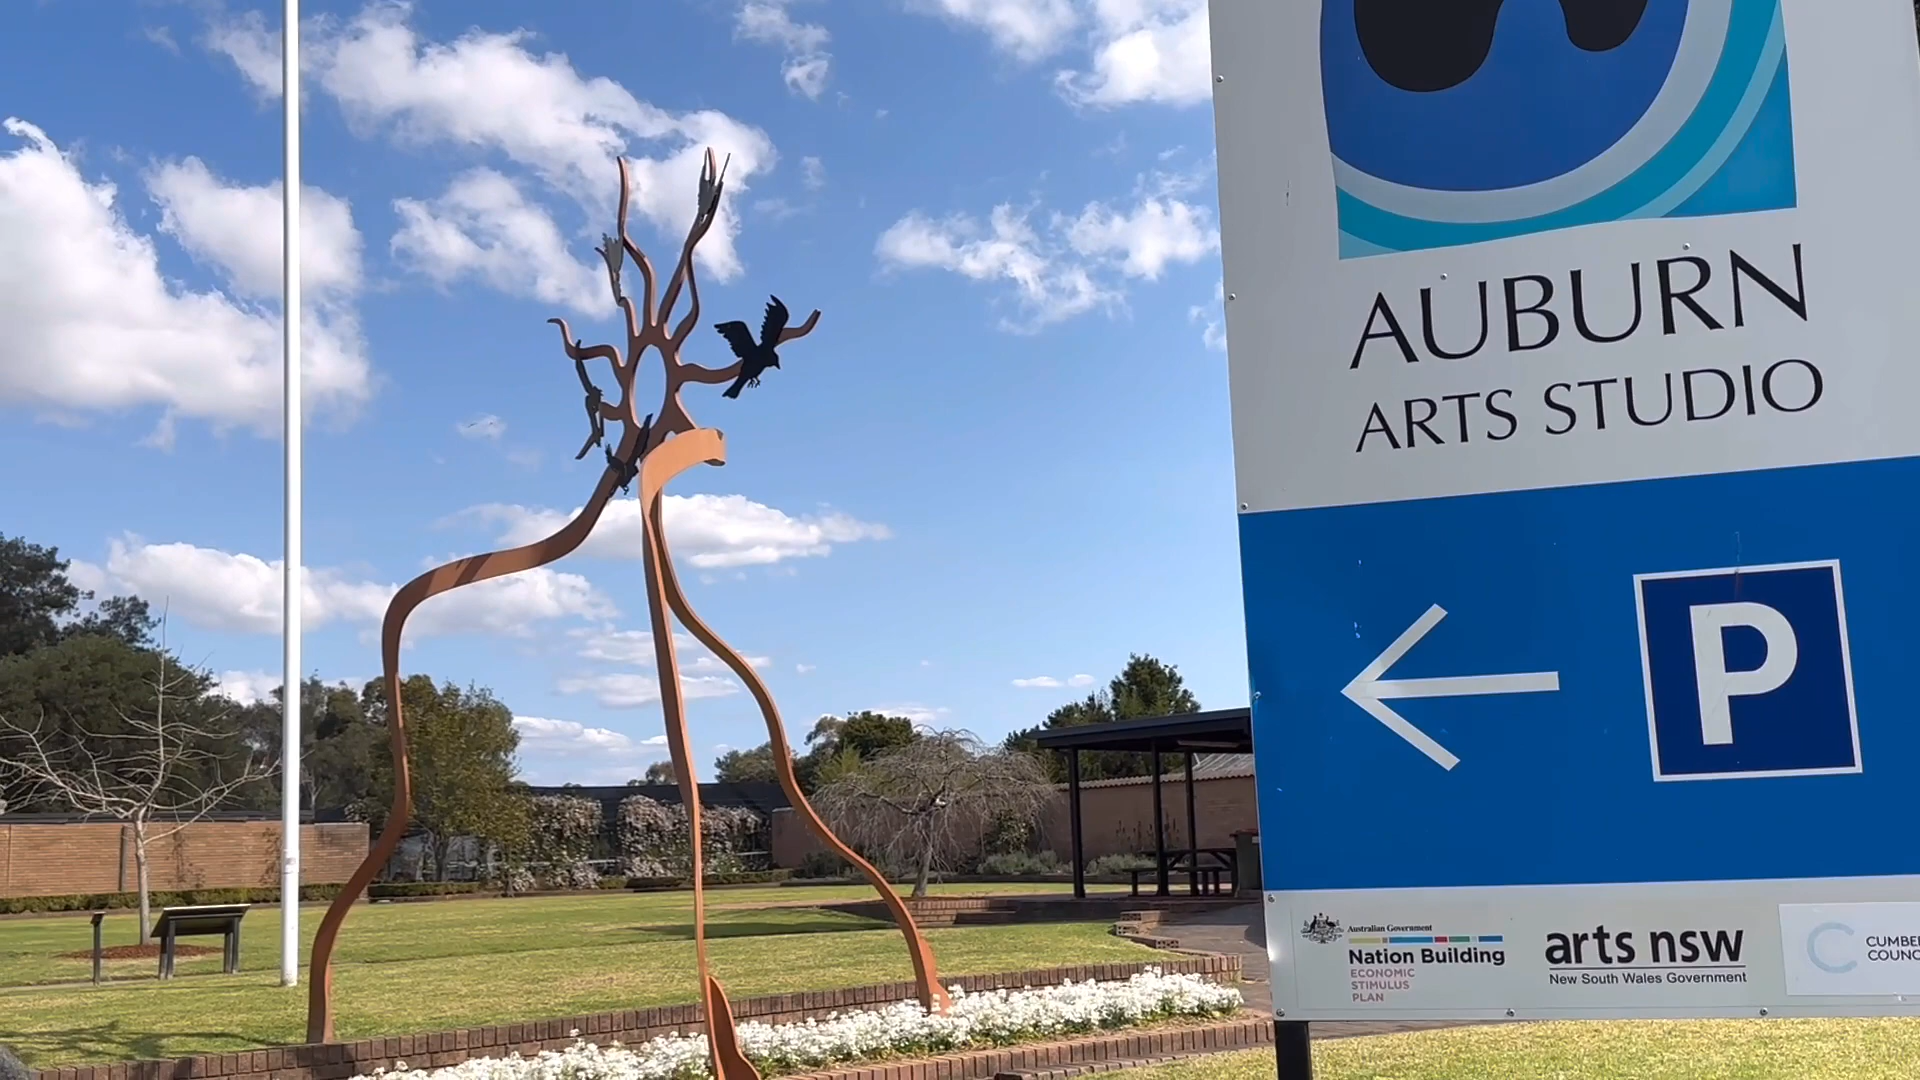 AUBURN
ARTS STUDIO
P
Australian Government
Nation Building
ECONOMIC
STIMULUS
PLAN
arts nsw
New South Wales Government